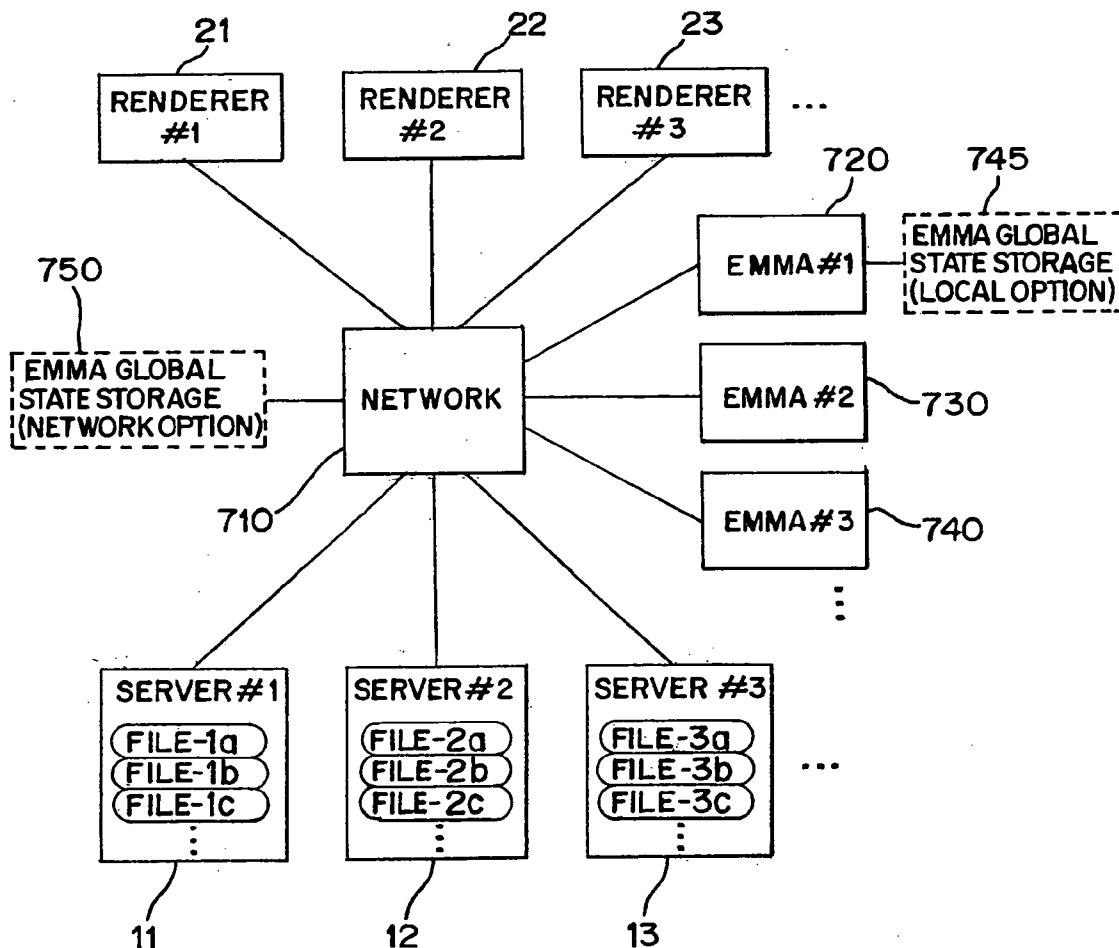 21
22
23
RENDERER
#1
RENDERER
#2
RENDERER
#3
...
720
745
EMMA #1
EMMA GLOBAL
STATE STORAGE
(LOCAL OPTION)
750
EMMA GLOBAL
STATE STORAGE
(NETWORK OPTION)
NETWORK
EMMA #2
730
710
EMMA #3
740
SERVER #1
FILE-1a
FILE-1b
FILE-1c
SERVER #2
FILE-2a
FILE-2b
FILE-2c
SERVER #3
FILE-3a
FILE-3b
FILE-3c
...
11
12
13